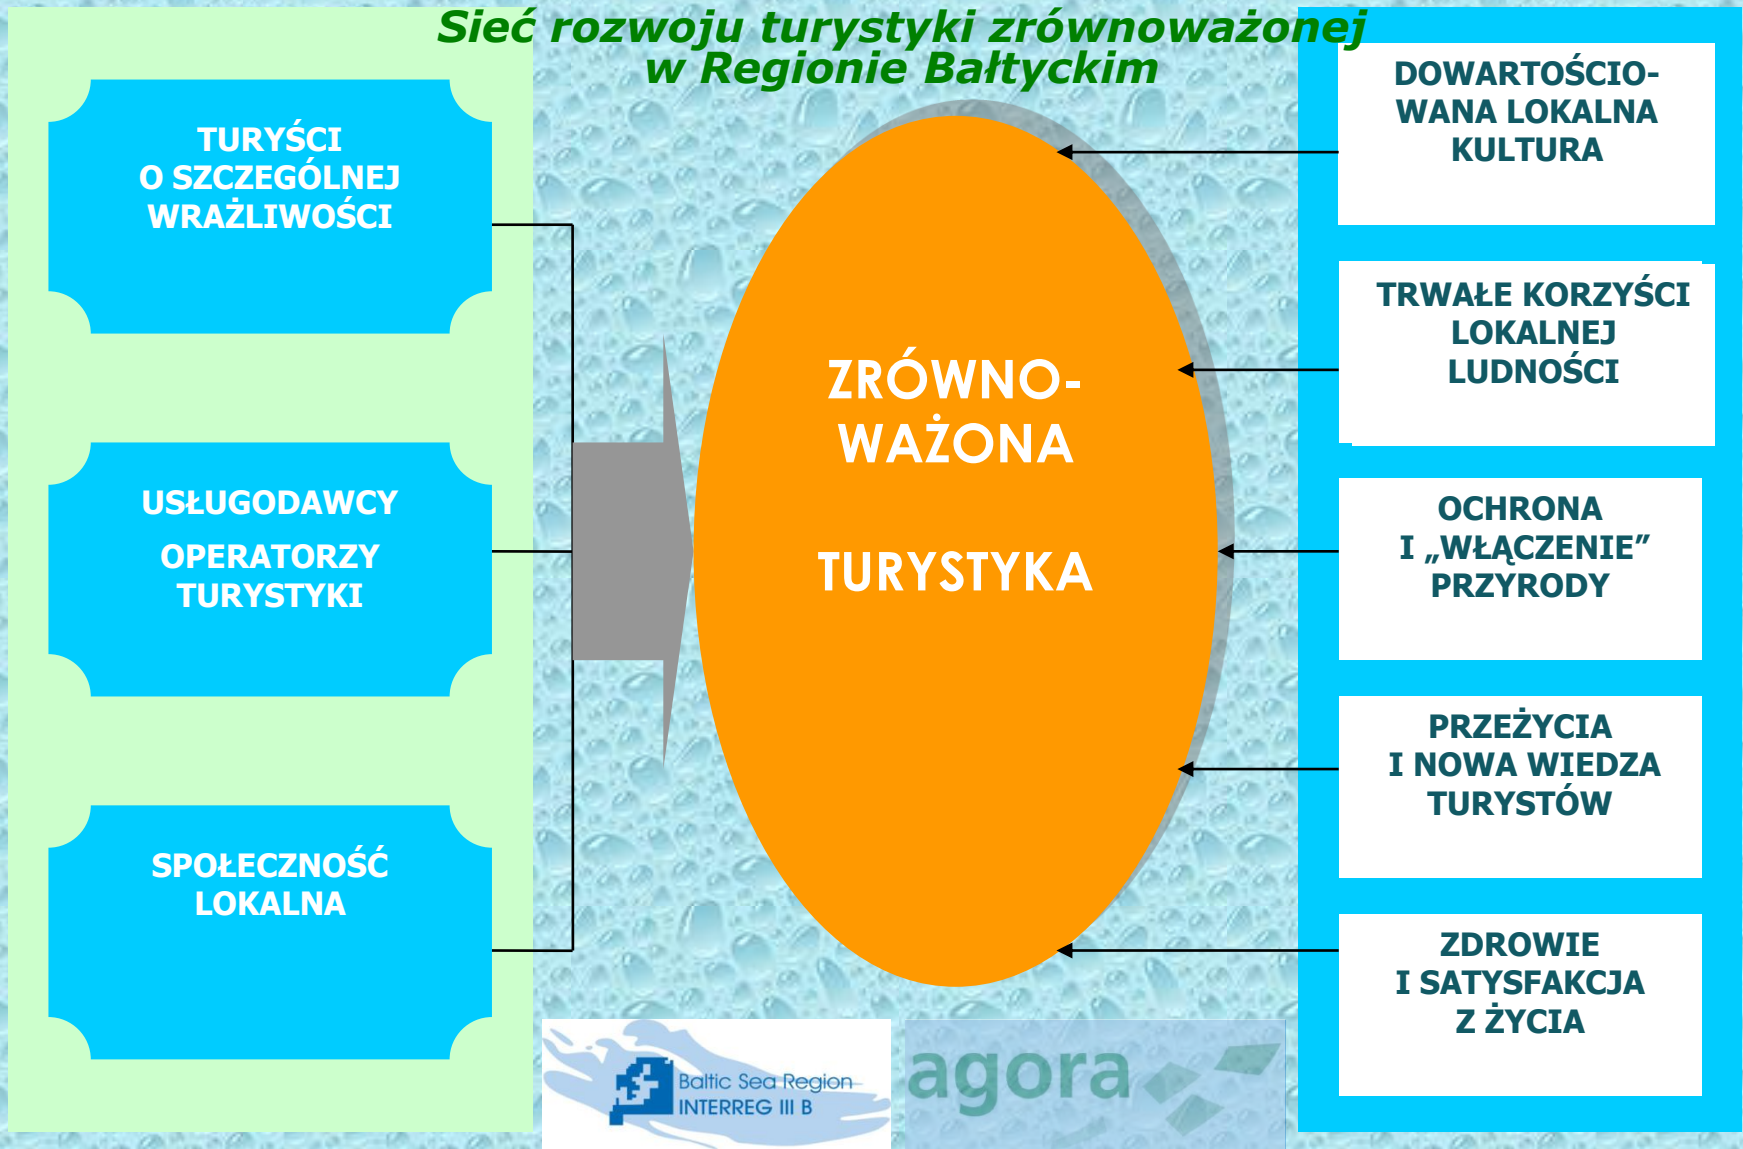 Sieć rozwoju turystyki zrównoważonej
w Regionie Bałtyckim
TURYŚCI
O SZCZEGÓLNEJ
WRAŻLIWOŚCI
USŁUGODAWCY
OPERATORZY
TURYSTYKI
SPOŁECZNOŚĆ
LOKALNA
ZRÓWNO-
WAŻONA
TURYSTYKA
DOWARTOŚCIO-
WANA LOKALNA
KULTURA
TRWAŁE KORZYŚCI
LOKALNEJ
LUDNOŚCI
OCHRONA
I „WŁĄCZENIE”
PRZYRODY
PRZEŻYCIA
I NOWA WIEDZA
TURYSTÓW
ZDROWIE
I SATYSFAKCJA
Z ŻYCIA
Baltic Sea Region
INTERREG III B
agora